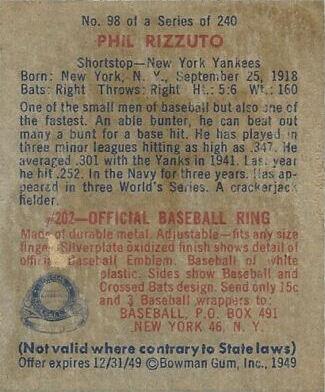 No. 98 of a Series of 240
PHIL RIZZUTO
Shortstop—New York Yankees
Born: New York, N. Y., September 25, 1918
Bats: Right Throws: Right Ht.: 5:6 Wt.: 160
One of the small men of baseball but also one of
the fastest. An able bunter, he can beat out
many a bunt for a base hit. He has played in
three minor leagues hitting as high as .347. He
averaged .301 with the Yanks in 1941. Last year
he hit .252. In the Navy for three years. Has ap-
peared in three World's Series. A crackerjack
fielder.
#202—OFFICIAL BASEBALL RING
Made of durable metal. Adjustable—fits any size
finger. Silverplate oxidized finish shows detail of
official Baseball Emblem. Baseball of white
plastic. Sides show Baseball and
Crossed Bats design. Send only 15c
and 3 Baseball wrappers to:
BASEBALL, P.O. BOX 491
NEW YORK 46, N. Y.
(Not valid where contrary to State laws)
Offer expires 12/31/49 ©Bowman Gum, Inc., 1949